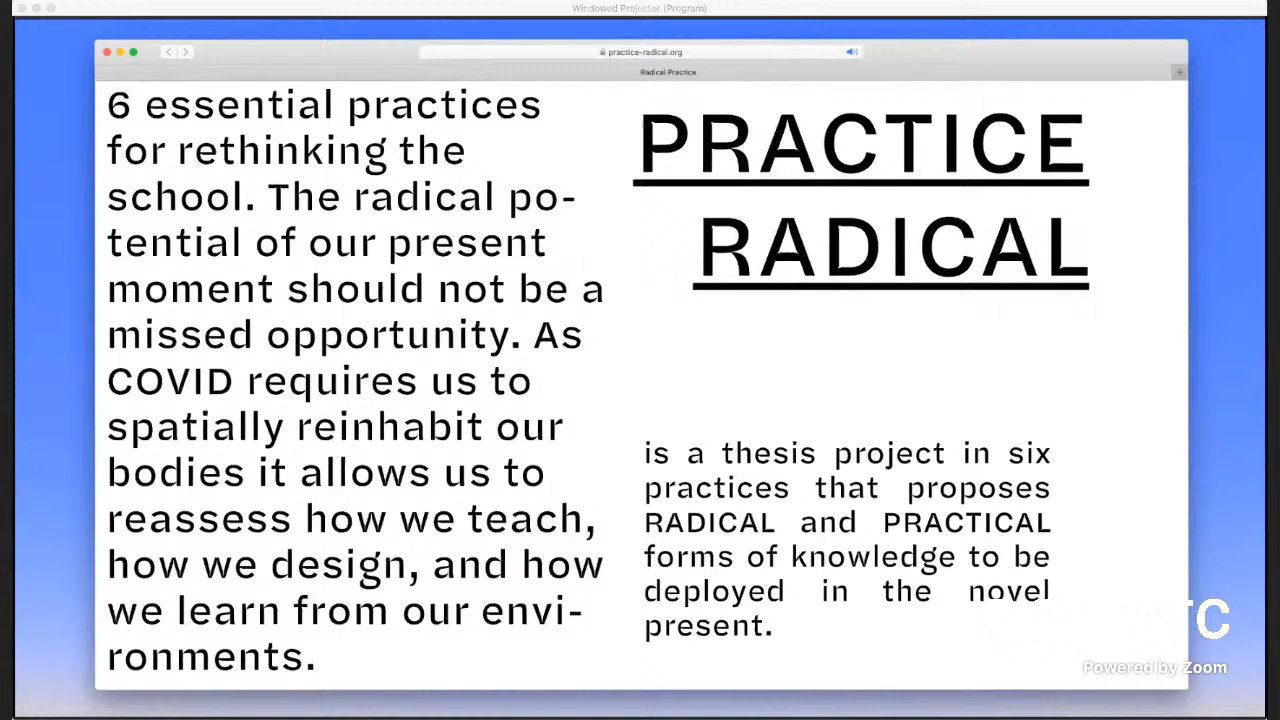 Windowed Projector (Program)
practice-radical.org
Radical Practice
6 essential practices
for rethinking the
school. The radical po-
tential of our present
moment should not be a
missed opportunity. As
COVID requires us to
spatially reinhabit our
bodies it allows us to
reassess how we teach,
how we design, and how
we learn from our envi-
ronments.
PRACTICE
RADICAL
is a thesis project in six
practices that proposes
RADICAL and PRACTICAL
forms of knowledge to be
deployed in the novel
present.
Powered by Zoom